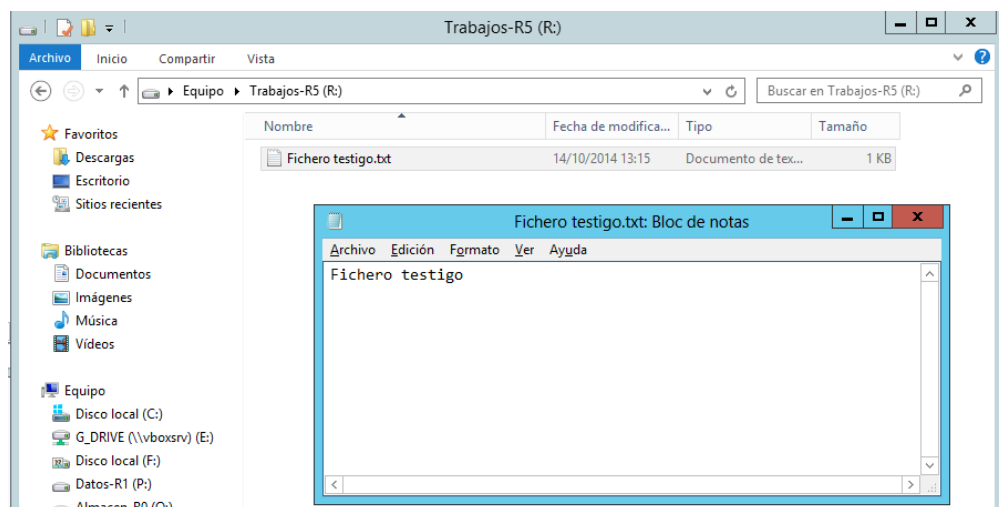 Trabajos-R5 (R:)
Archivo Inicio Compartir Vista
Equipo Trabajos-R5 (R:)
Buscar en Trabajos-R5 (R:)
Favoritos
Descargas
Escritorio
Sitios recientes
Bibliotecas
Documentos
Imágenes
Música
Vídeos
Equipo
Disco local (C:)
G_DRIVE (\\vboxsrv) (E:)
Disco local (F:)
Datos-R1 (P:)
Almacen-R0 (Q:)
Nombre Fecha de modifica... Tipo Tamaño
Fichero testigo.txt 14/10/2014 13:15 Documento de tex... 1 KB
Fichero testigo.txt: Bloc de notas
Archivo Edición Formato Ver Ayuda
Fichero testigo